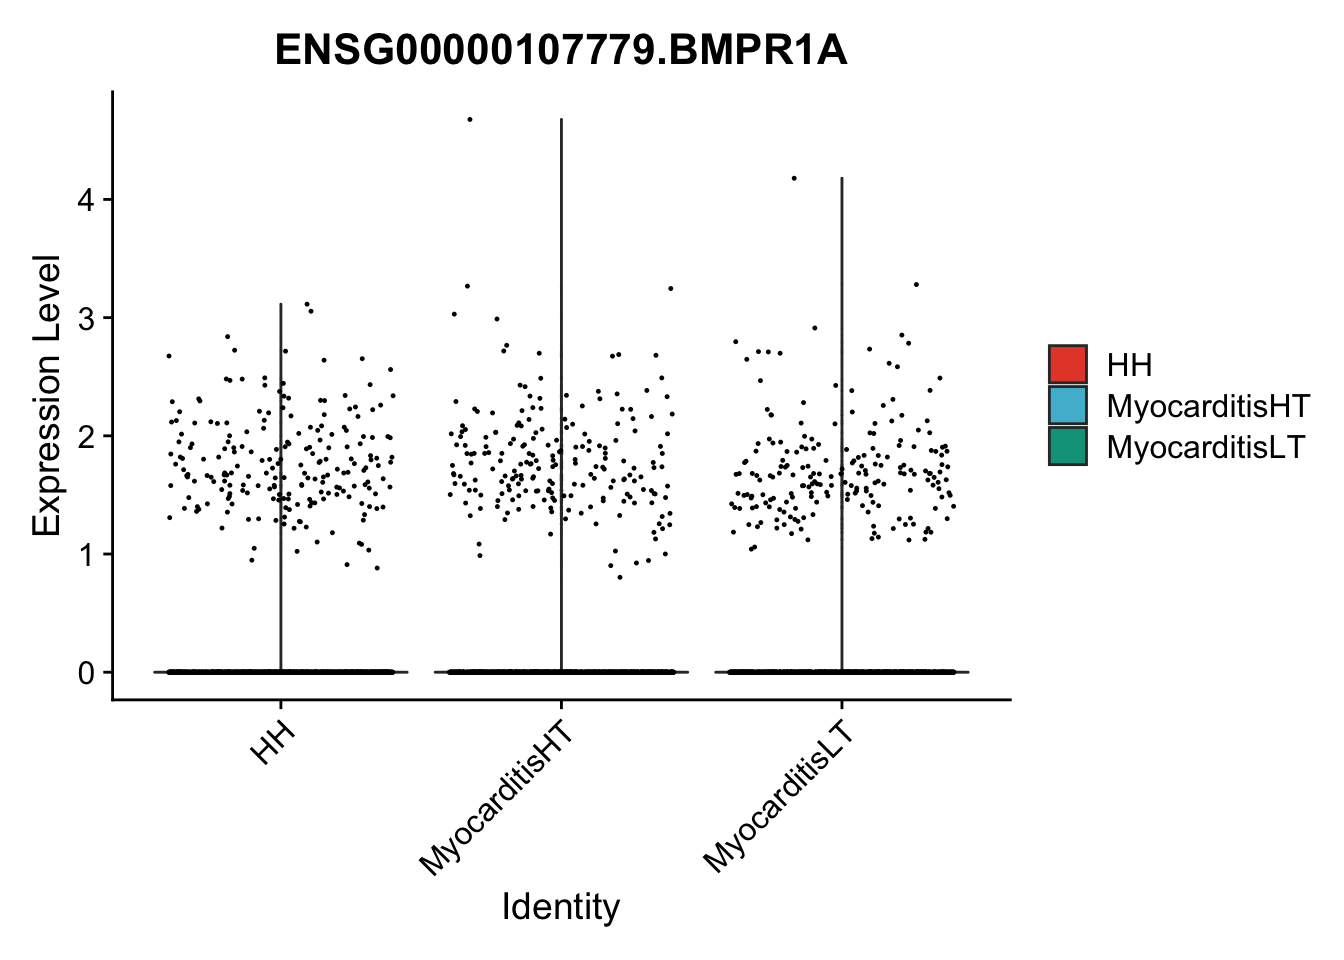 ENSG00000107779.BMPR1A
Expression Level
4
3
2
1
0
HH
MyocarditisHT
MyocarditisLT
Identity
HH
MyocarditisHT
MyocarditisLT